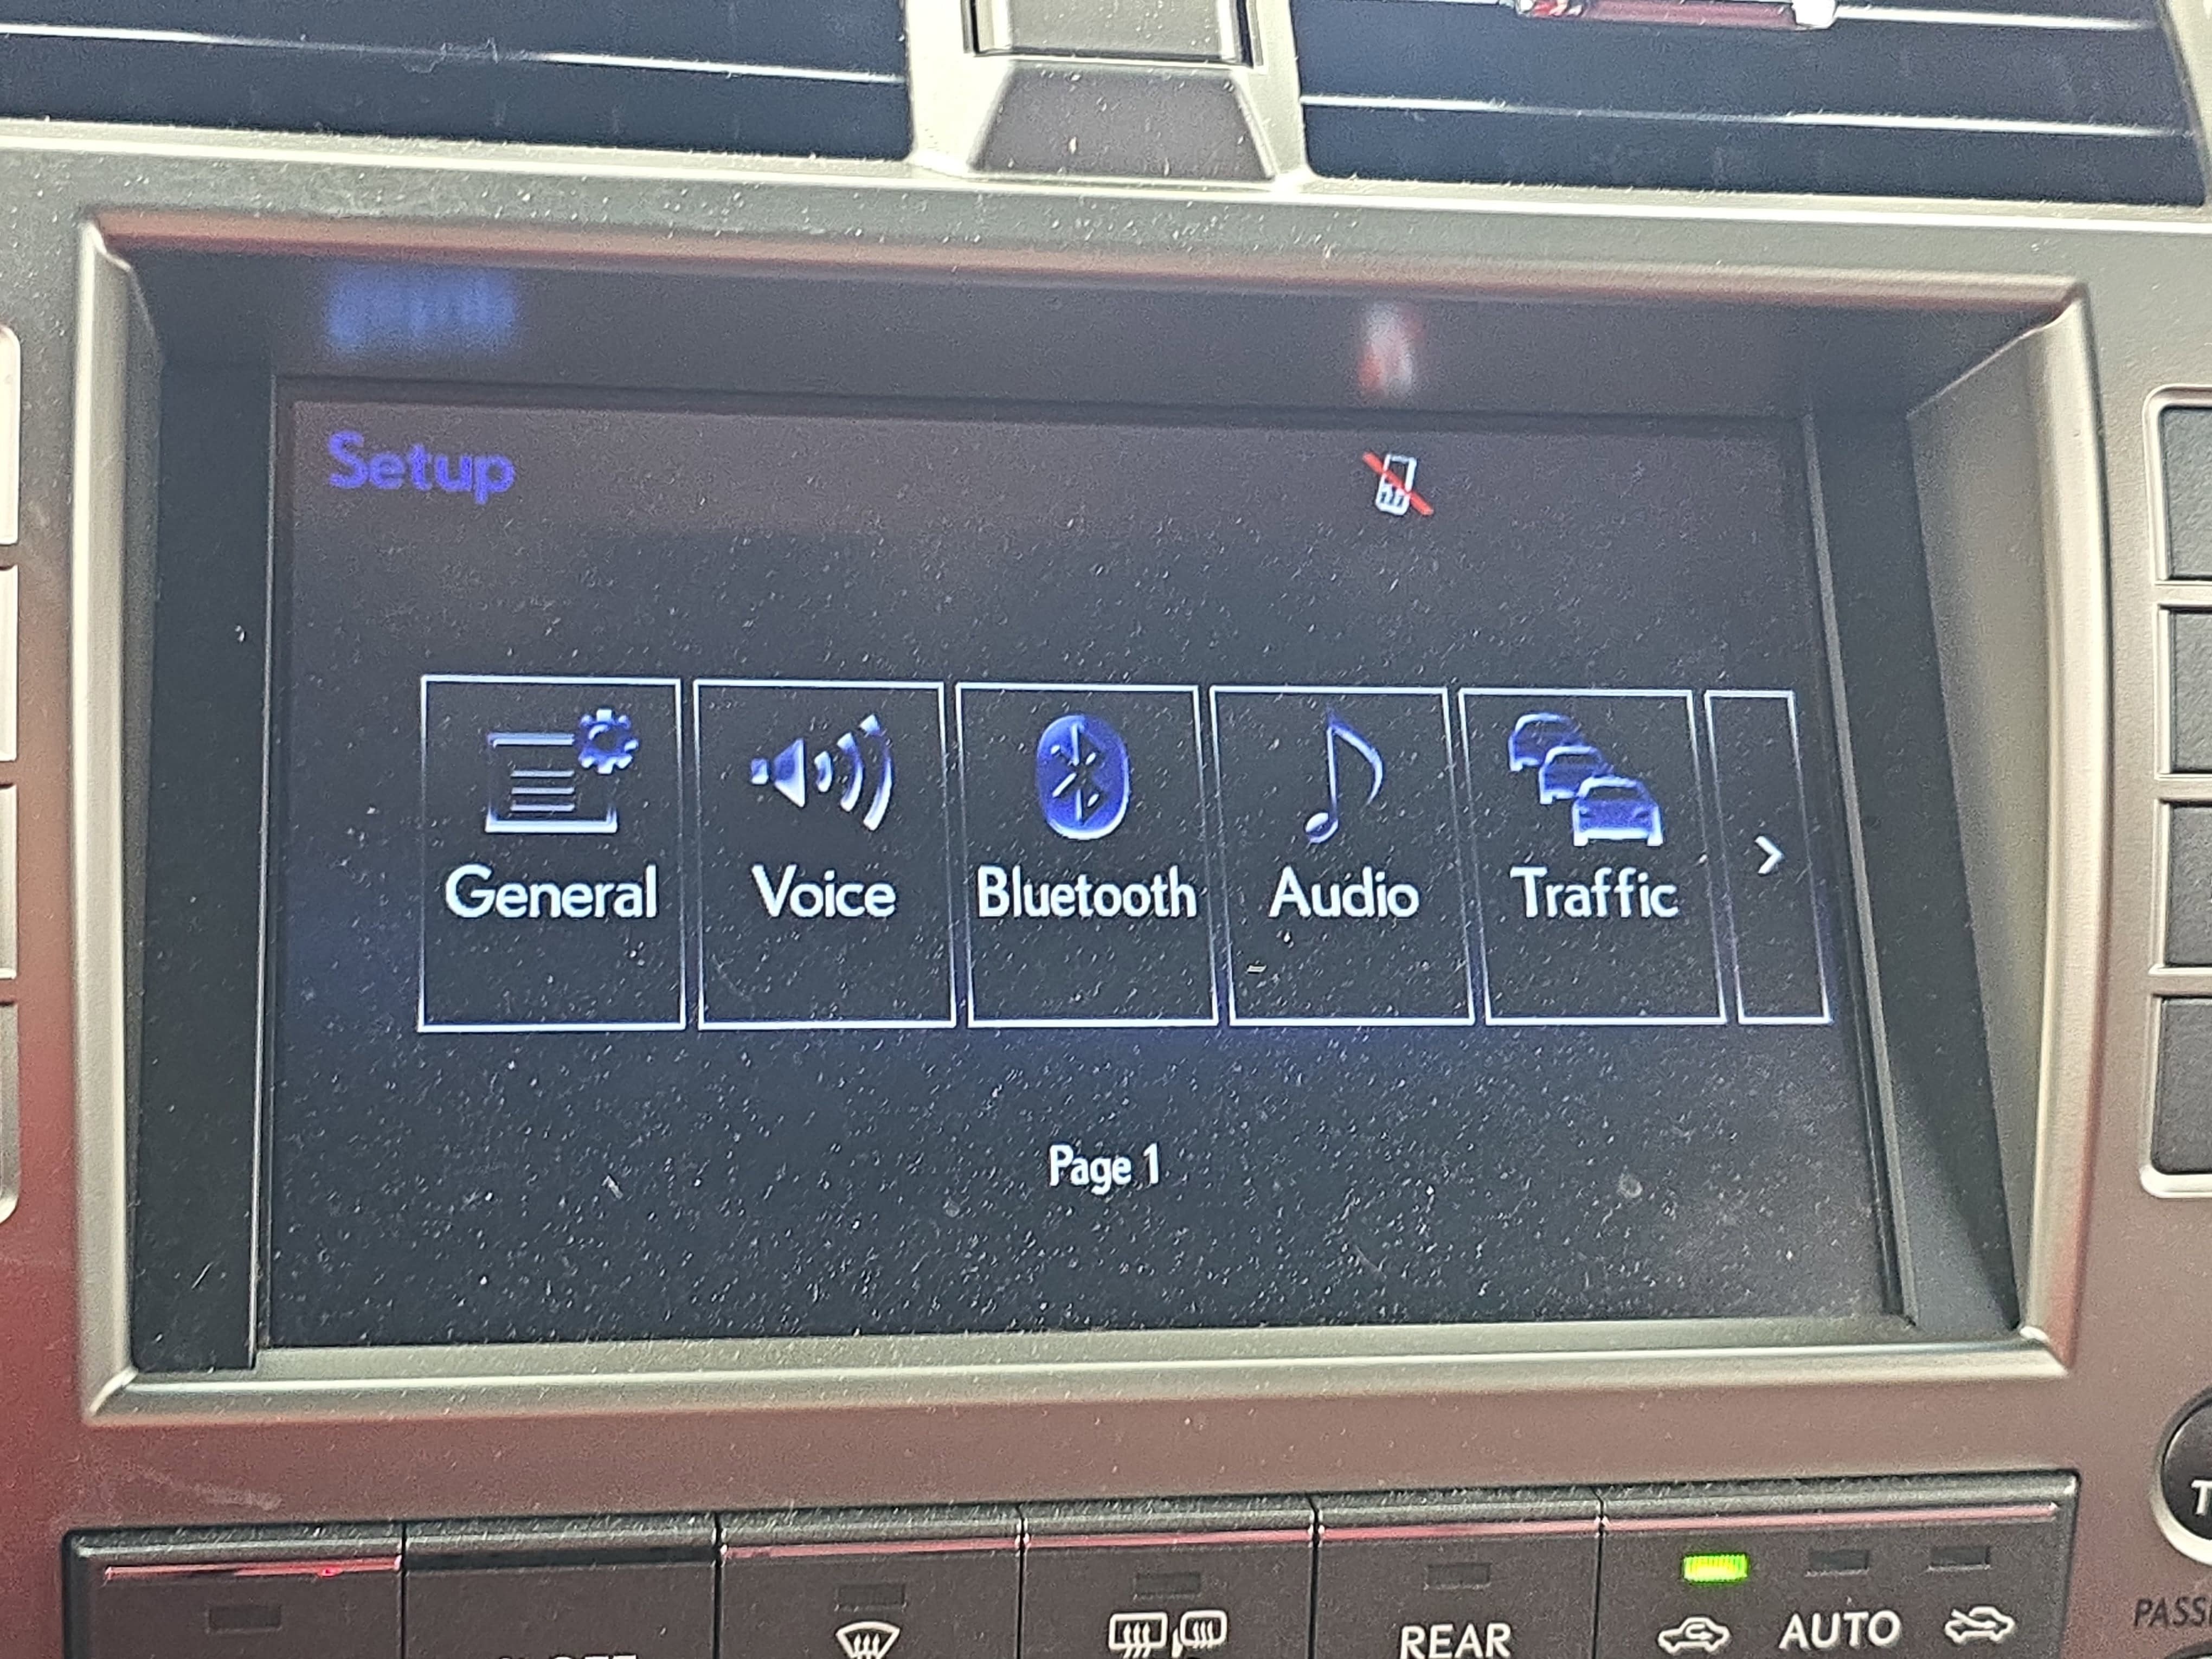 Setup
General
Voice
Bluetooth
Audio
Traffic
Page 1
REAR
AUTO